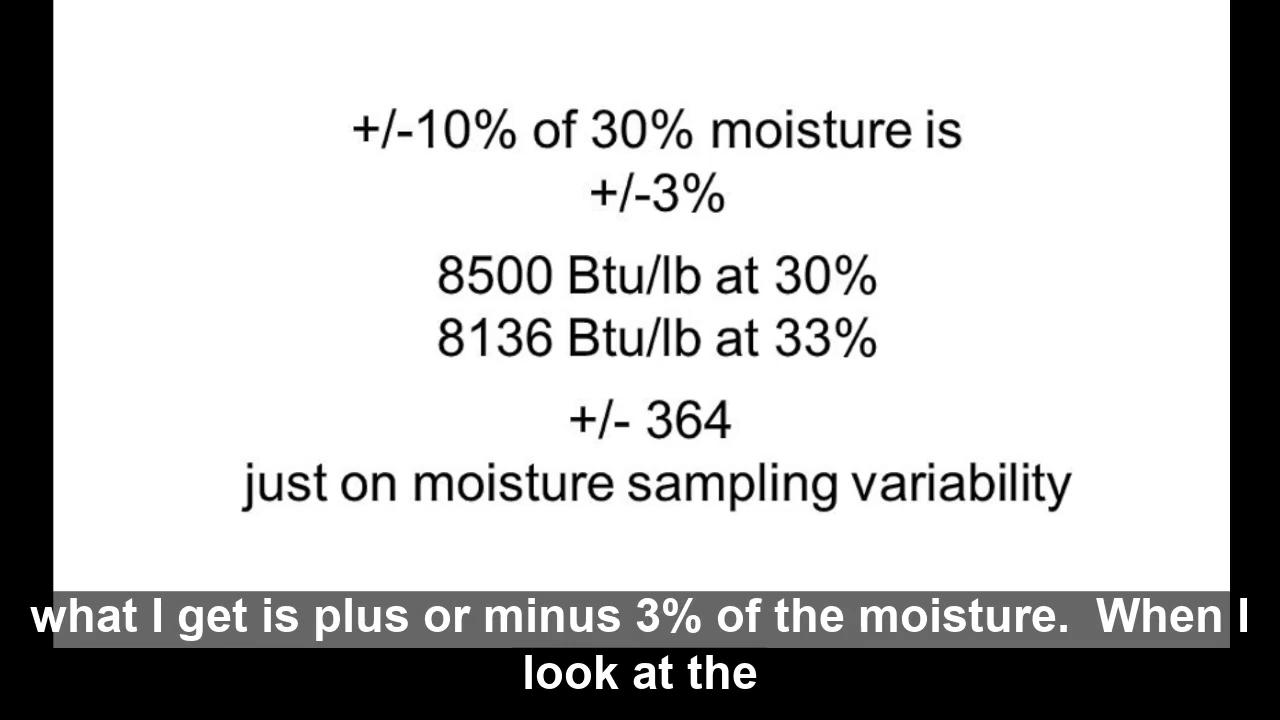 +/-10% of 30% moisture is
+/-3%
8500 Btu/lb at 30%
8136 Btu/lb at 33%
+/- 364
just on moisture sampling variability
what I get is plus or minus 3% of the moisture.  When I
look at the